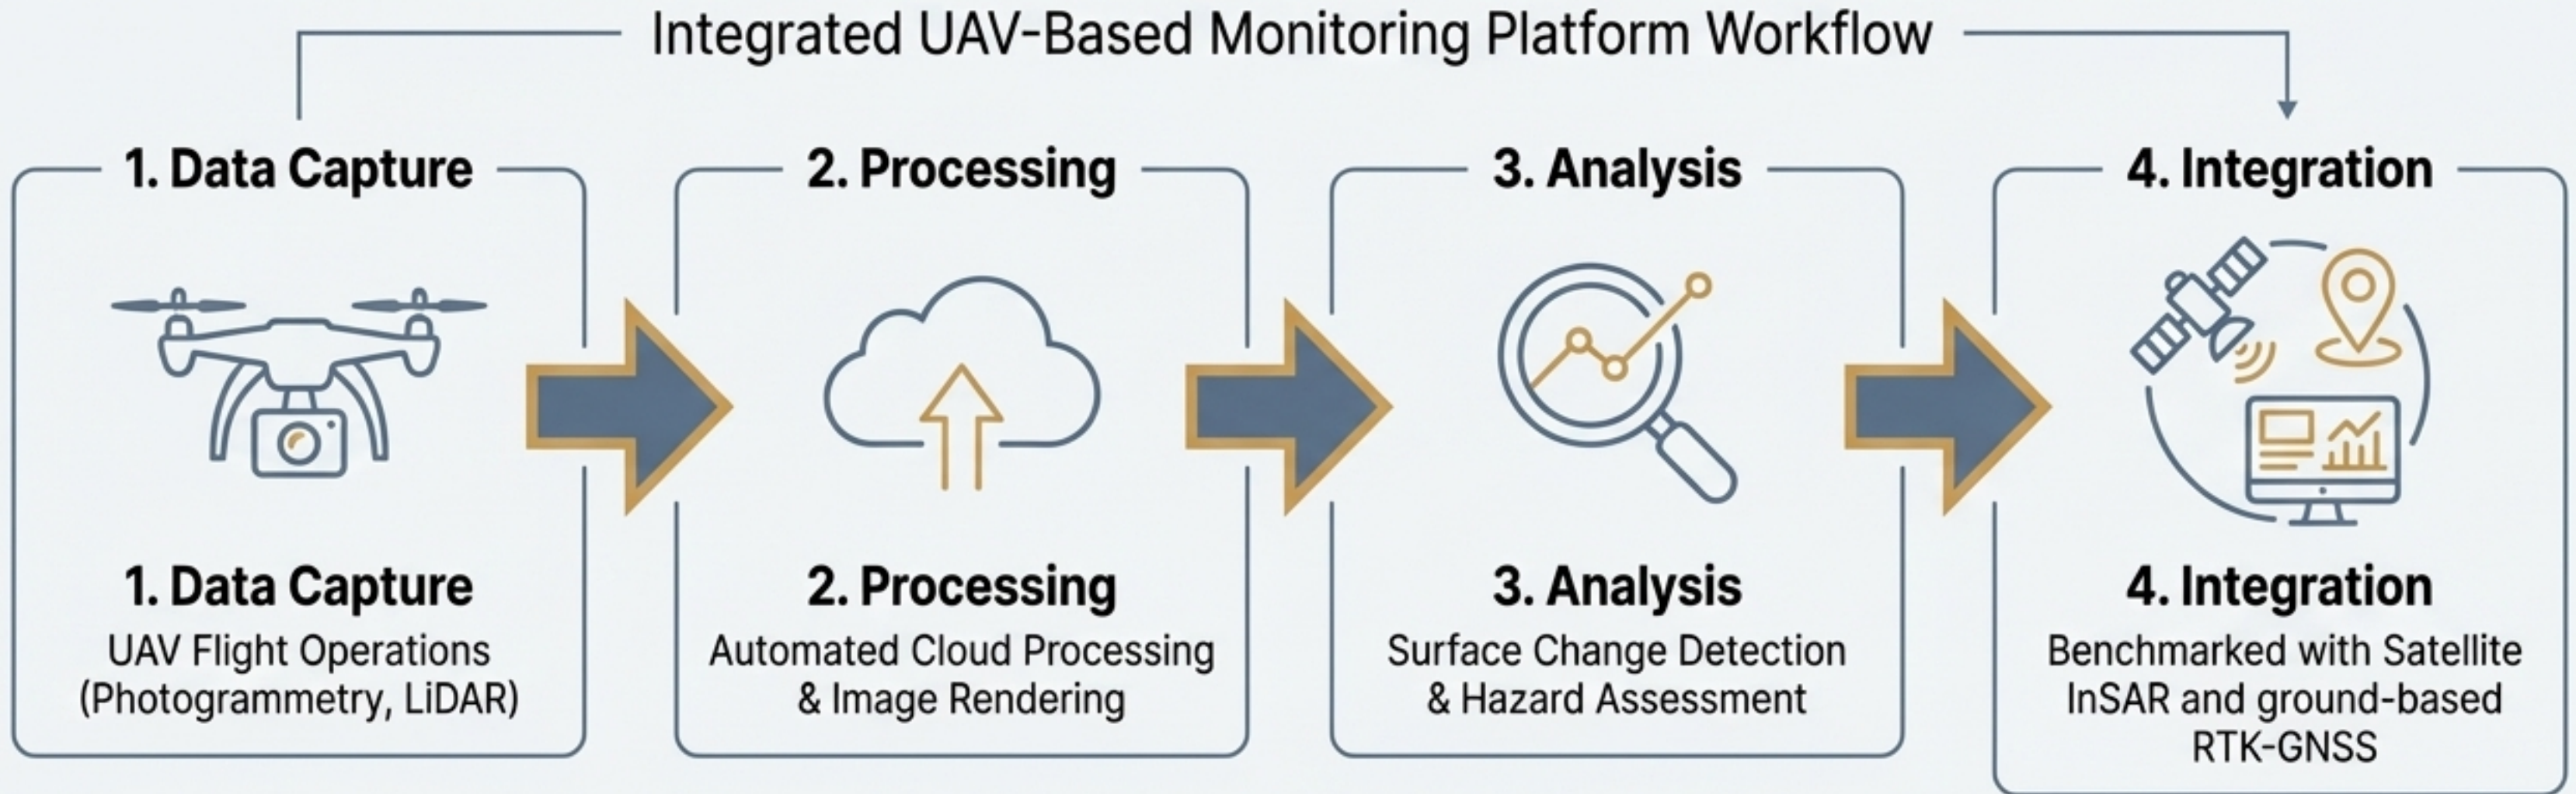 Integrated UAV-Based Monitoring Platform Workflow
1. Data Capture
2. Processing
3. Analysis
4. Integration
1. Data Capture
UAV Flight Operations
(Photogrammetry, LiDAR)
2. Processing
Automated Cloud Processing
& Image Rendering
3. Analysis
Surface Change Detection
& Hazard Assessment
4. Integration
Benchmarked with Satellite
InSAR and ground-based
RTK-GNSS